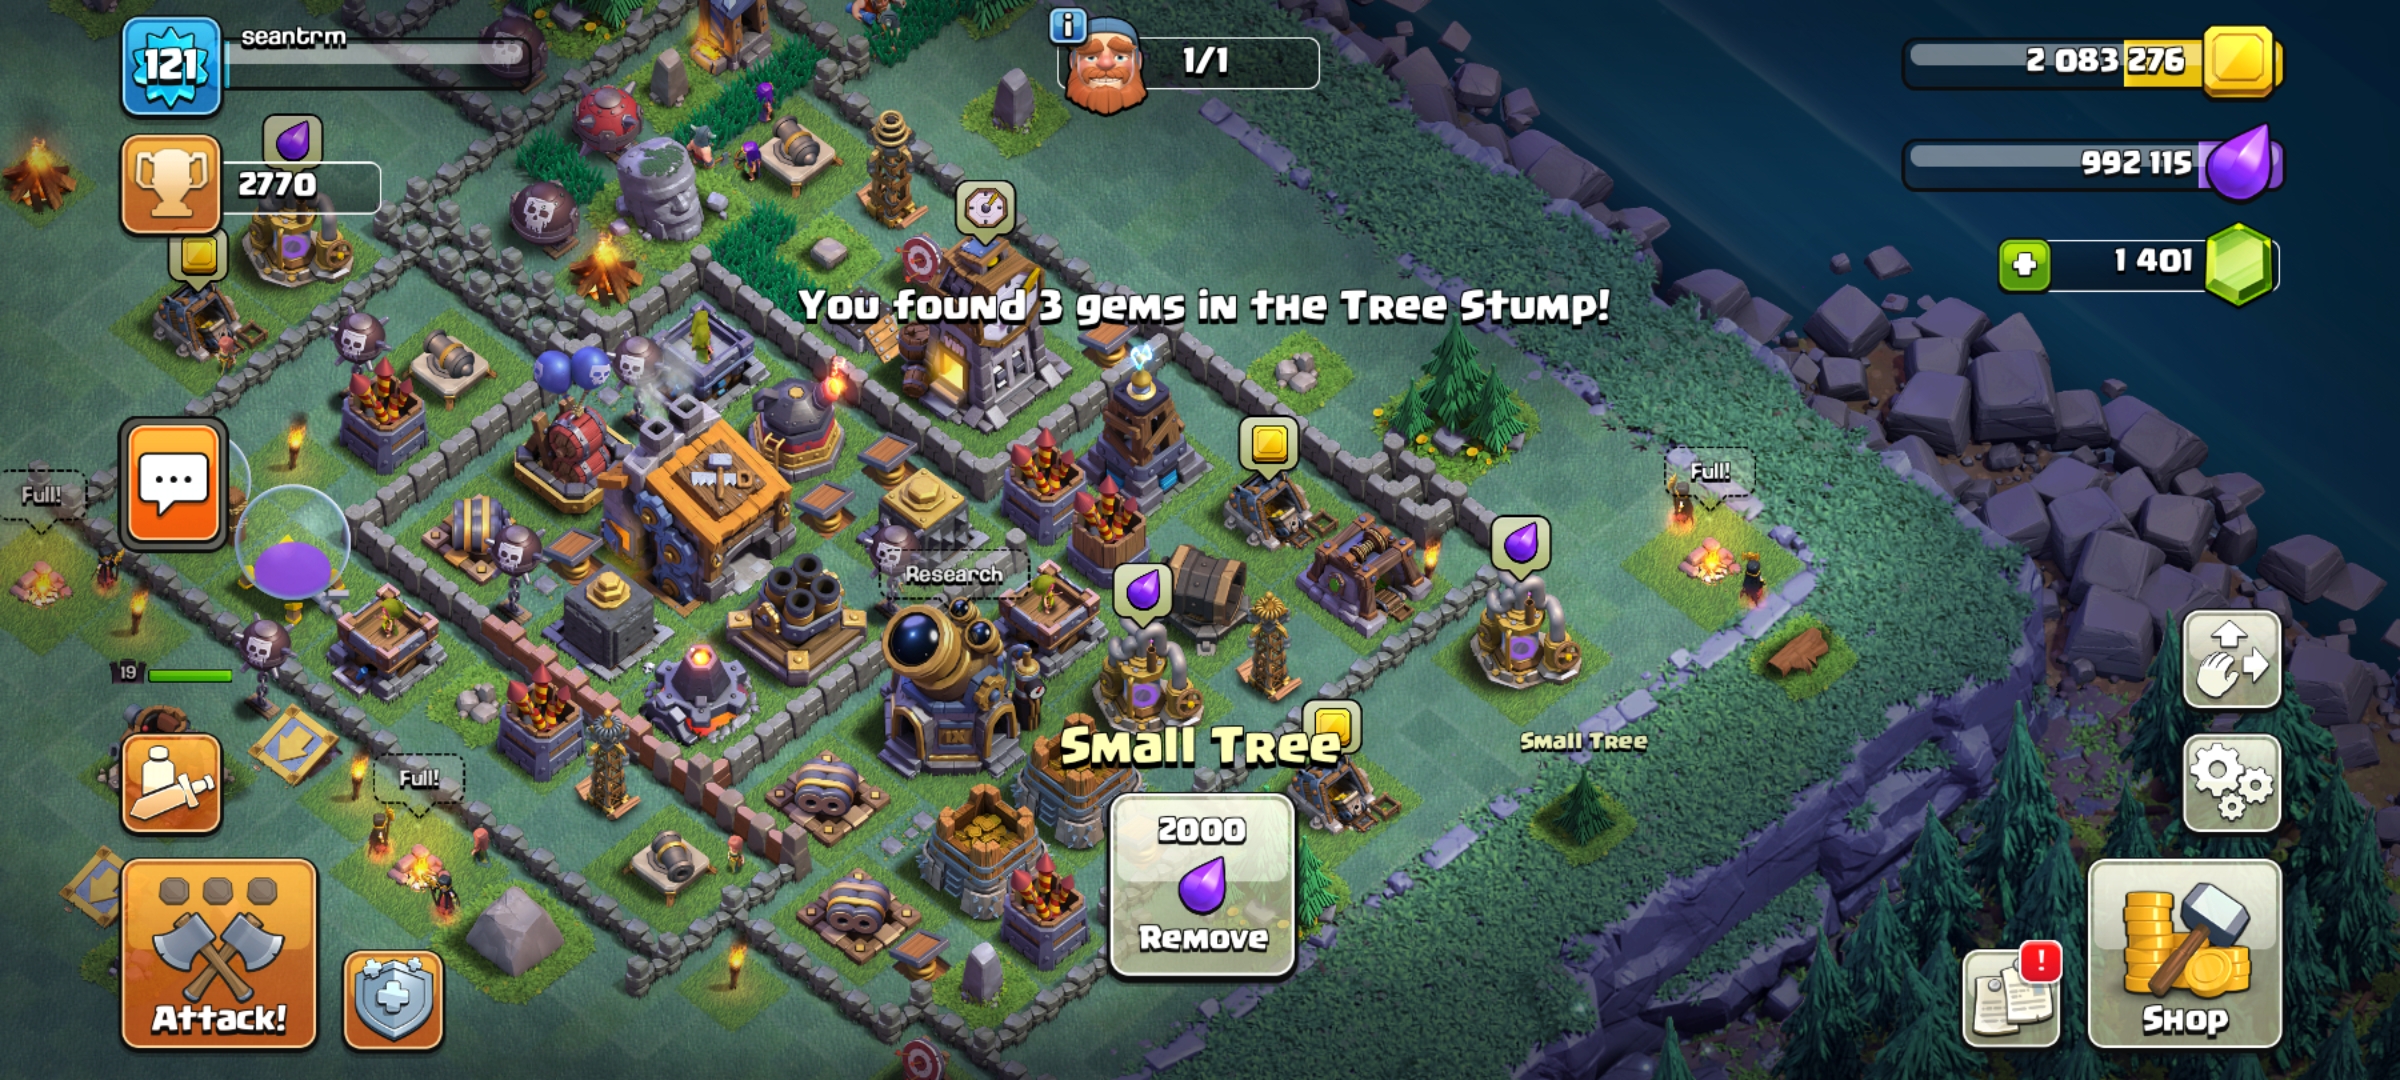 121
seantrm
i
1/1
2 083 276
2770
992 115
1 401
You found 3 gems in the Tree Stump!
Full!
Full!
Research
19
Small Tree
Small Tree
Full!
2000
Remove
Attack!
!
Shop